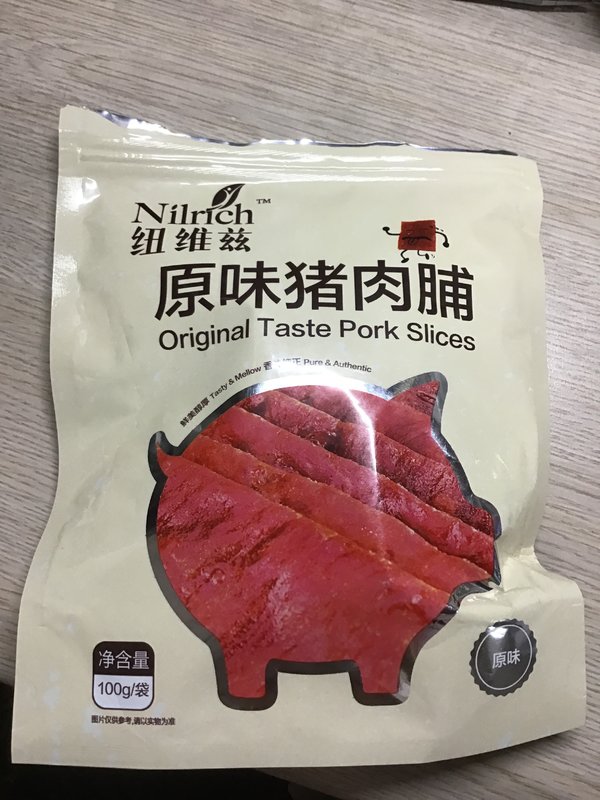 Nilrich™
纽维兹
原味猪肉脯
Original Taste Pork Slices
鲜美醇厚 Tasty & Mellow 香 正 Pure & Authentic
净含量
100g/袋
图片仅供参考,请以实物为准
原味